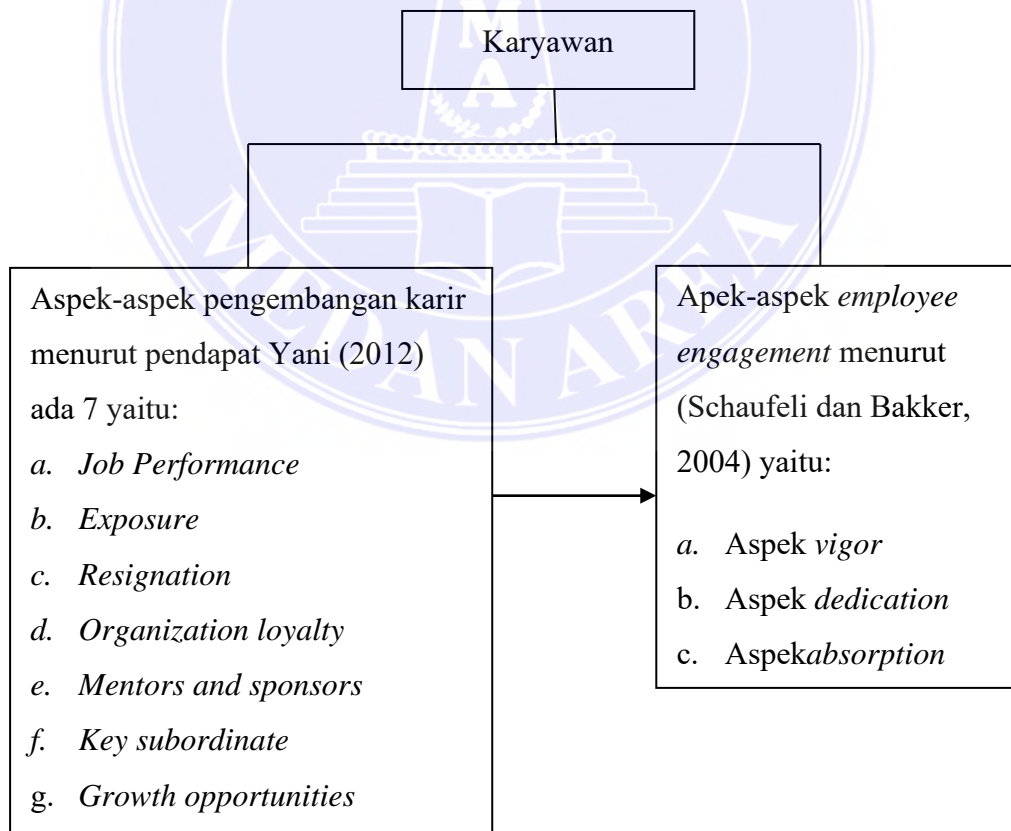 Karyawan
M
A
MEDAN AREA
Aspek-aspek pengembangan karir
menurut pendapat Yani (2012)
ada 7 yaitu:
a. Job Performance
b. Exposure
c. Resignation
d. Organization loyalty
e. Mentors and sponsors
f. Key subordinate
g. Growth opportunities
Apek-aspek employee
engagement menurut
(Schaufeli dan Bakker,
2004) yaitu:
a. Aspek vigor
b. Aspek dedication
c. Aspekabsorption